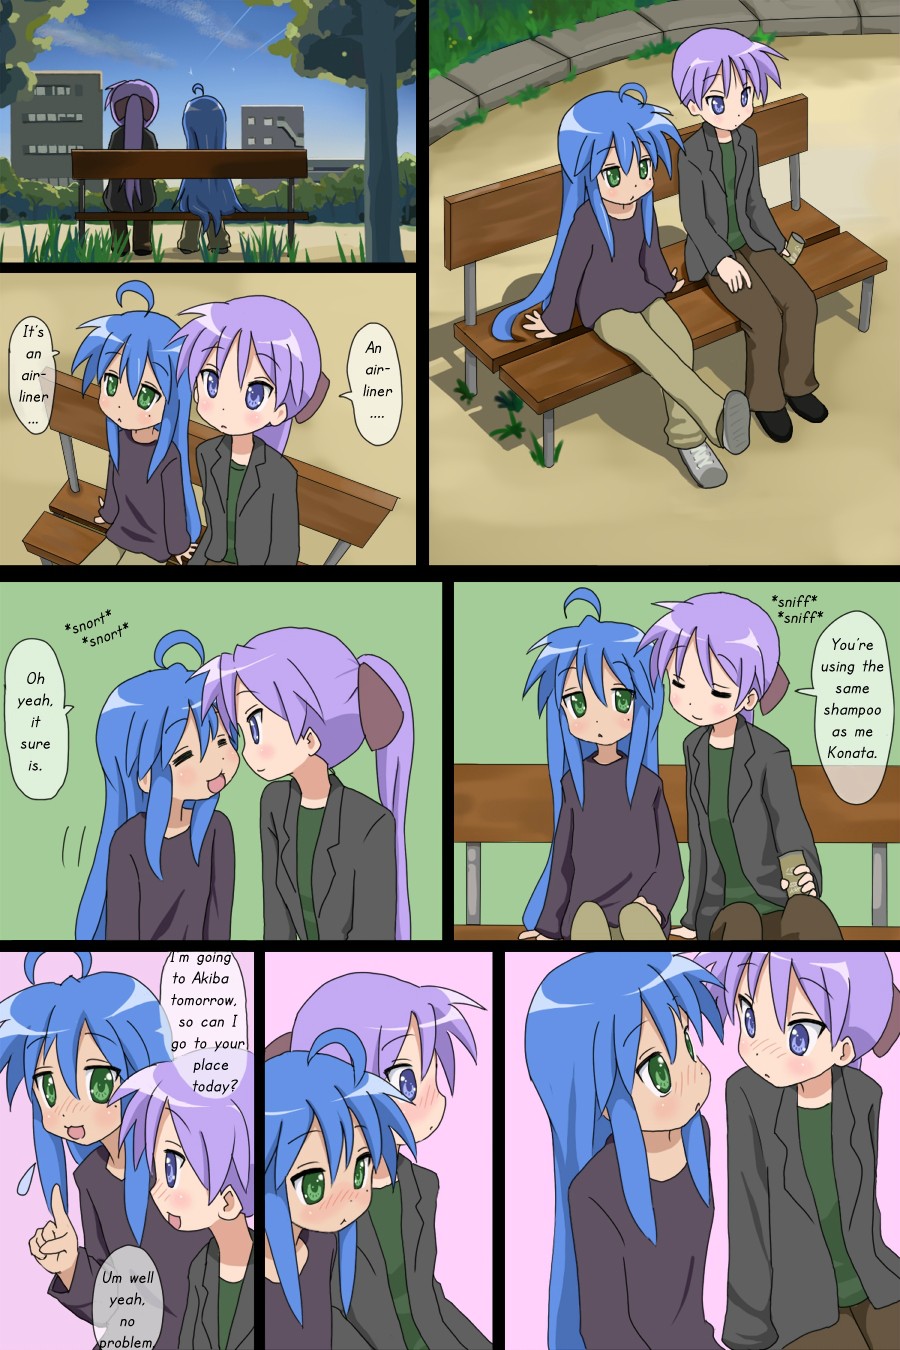 It's
an
air-
liner
...
An
air-
liner
....
*snort*
*snort*
Oh
yeah,
it
sure
is.
*sniff*
*sniff*
You're
using the
same
shampoo
as me
Konata.
I'm going
to Akiba
tomorrow,
so can I
go to your
place
today?
Um well
yeah,
no
problem.